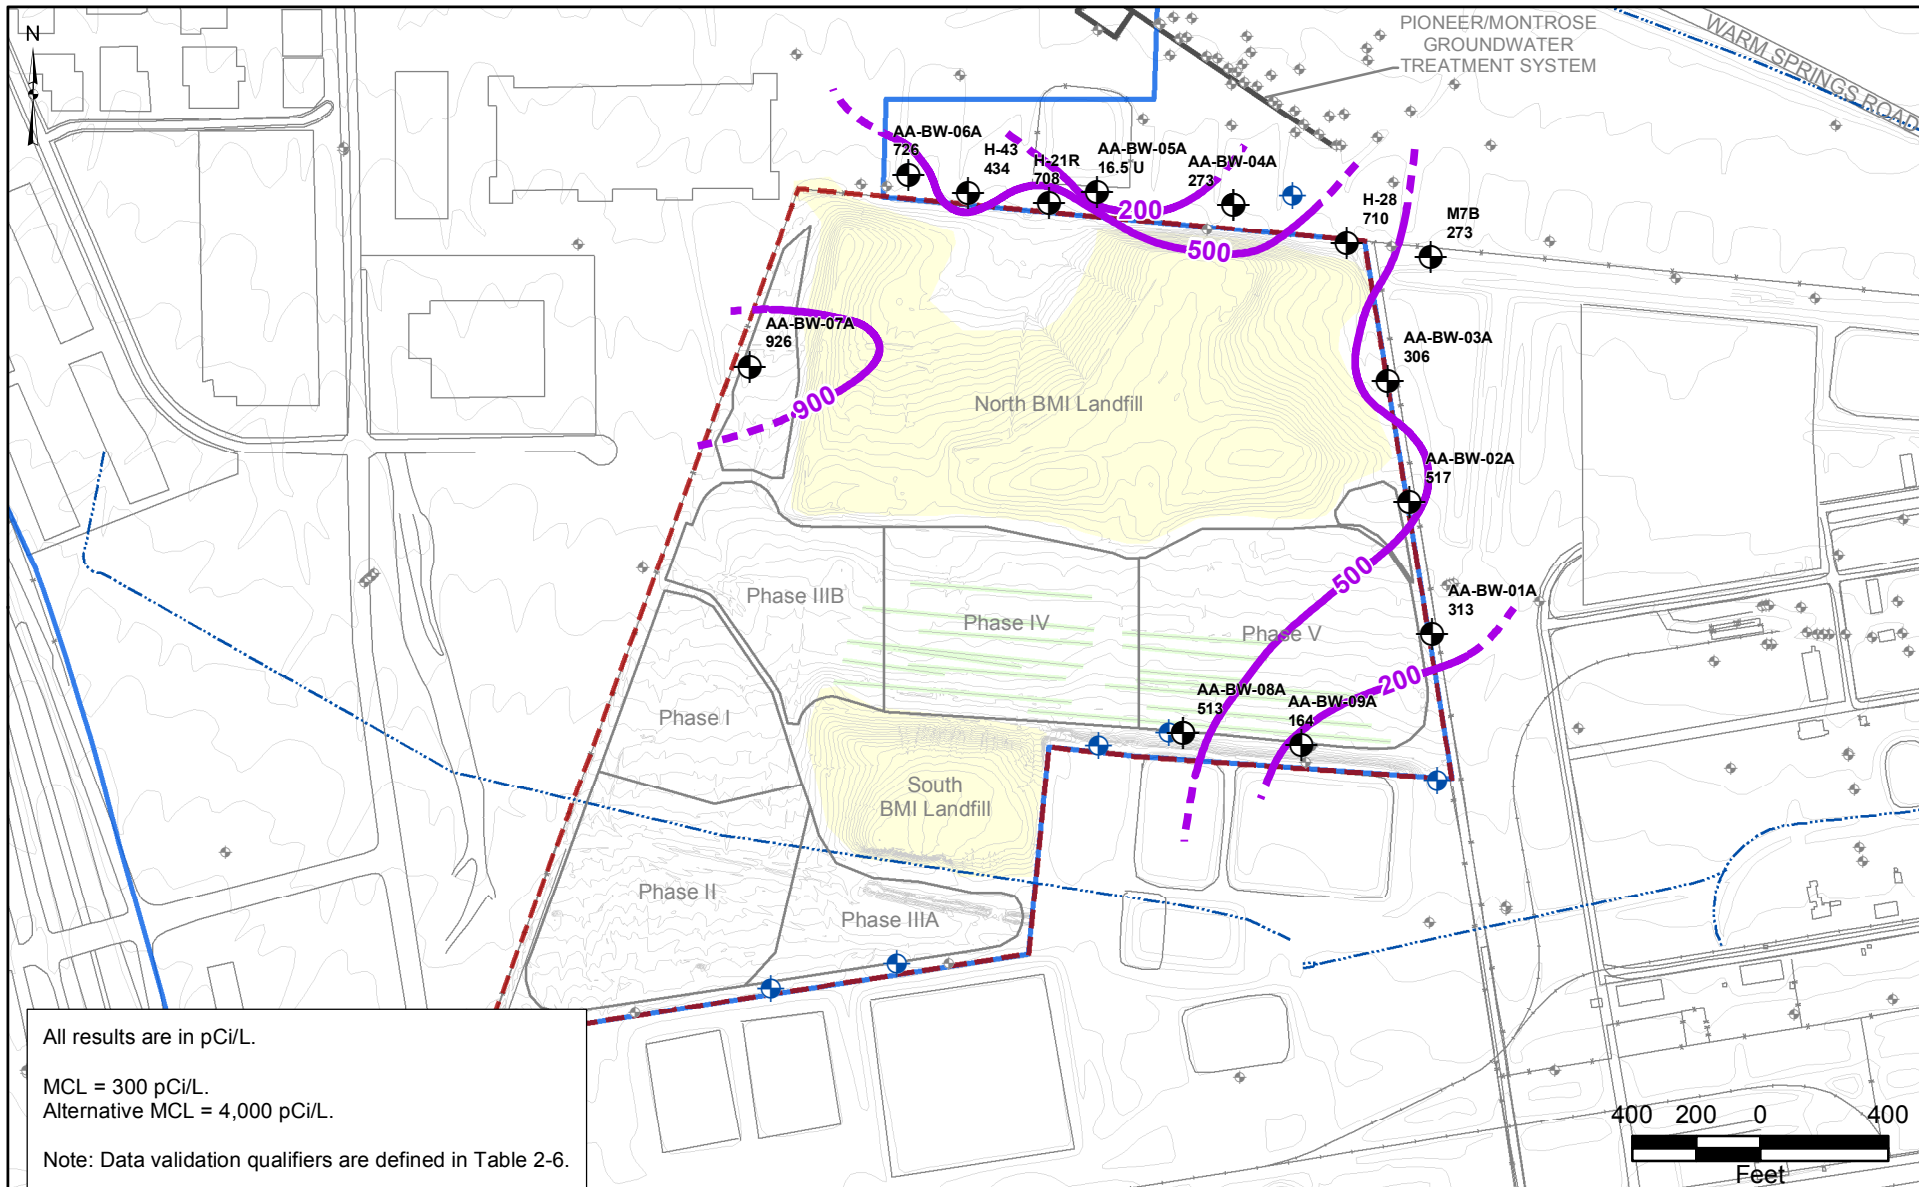 N
PIONEER/MONTROSE
GROUNDWATER
TREATMENT SYSTEM
WARM SPRINGS ROAD
AA-BW-06A
726
H-43
434
H-21R
708
AA-BW-05A
16.5 U
AA-BW-04A
273
200
500
H-28
710
M7B
273
AA-BW-07A
926
900
North BMI Landfill
AA-BW-03A
306
AA-BW-02A
517
500
AA-BW-01A
313
Phase IIIB
Phase IV
Phase V
200
AA-BW-08A
513
AA-BW-09A
164
Phase I
South
BMI Landfill
Phase II
Phase IIIA
All results are in pCi/L.
MCL = 300 pCi/L.
Alternative MCL = 4,000 pCi/L.
Note: Data validation qualifiers are defined in Table 2-6.
400 200 0 400
Feet